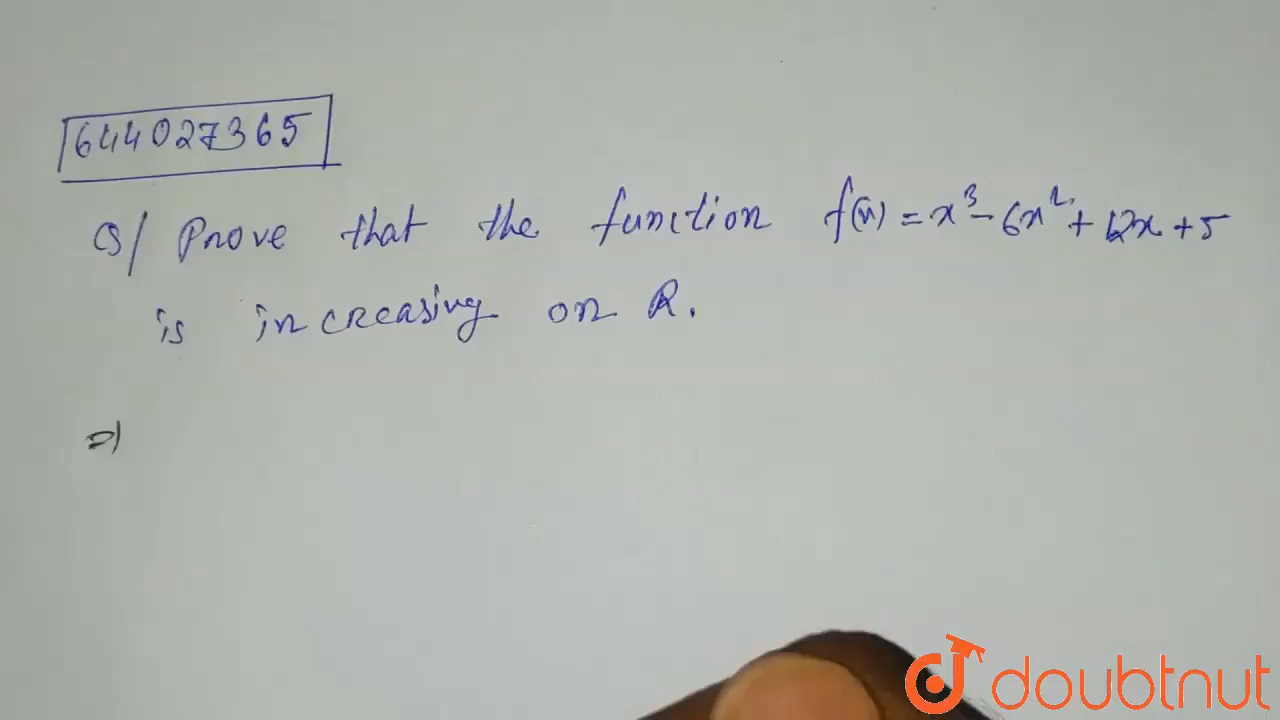 644027365
Q/ Prove that the function f(x) = x³ - 6x² + 12x + 5
is increasing on R.
⇒
doubtnut